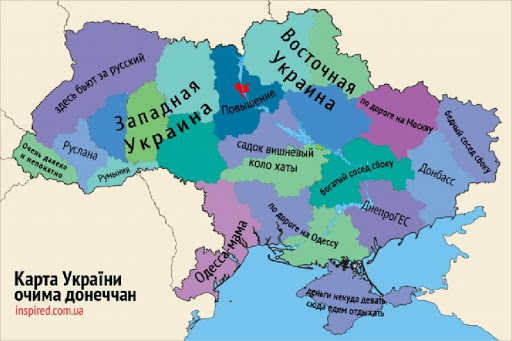 здесь бьют за русский
Западная
Украина
Восточная
Украина
Повышение
по дороге на Москву
бедный сосед сбоку
Очень далеко
и непонятно
Руслана
Румыния
садок вишневый
коло хаты
богатый сосед сбоку
Донбасс
ДнепроГЕС
по дороге на Одессу
Одесса-мама
деньги некуда девать
сюда едем отдыхать
Карта України
очима донеччан
inspired.com.ua